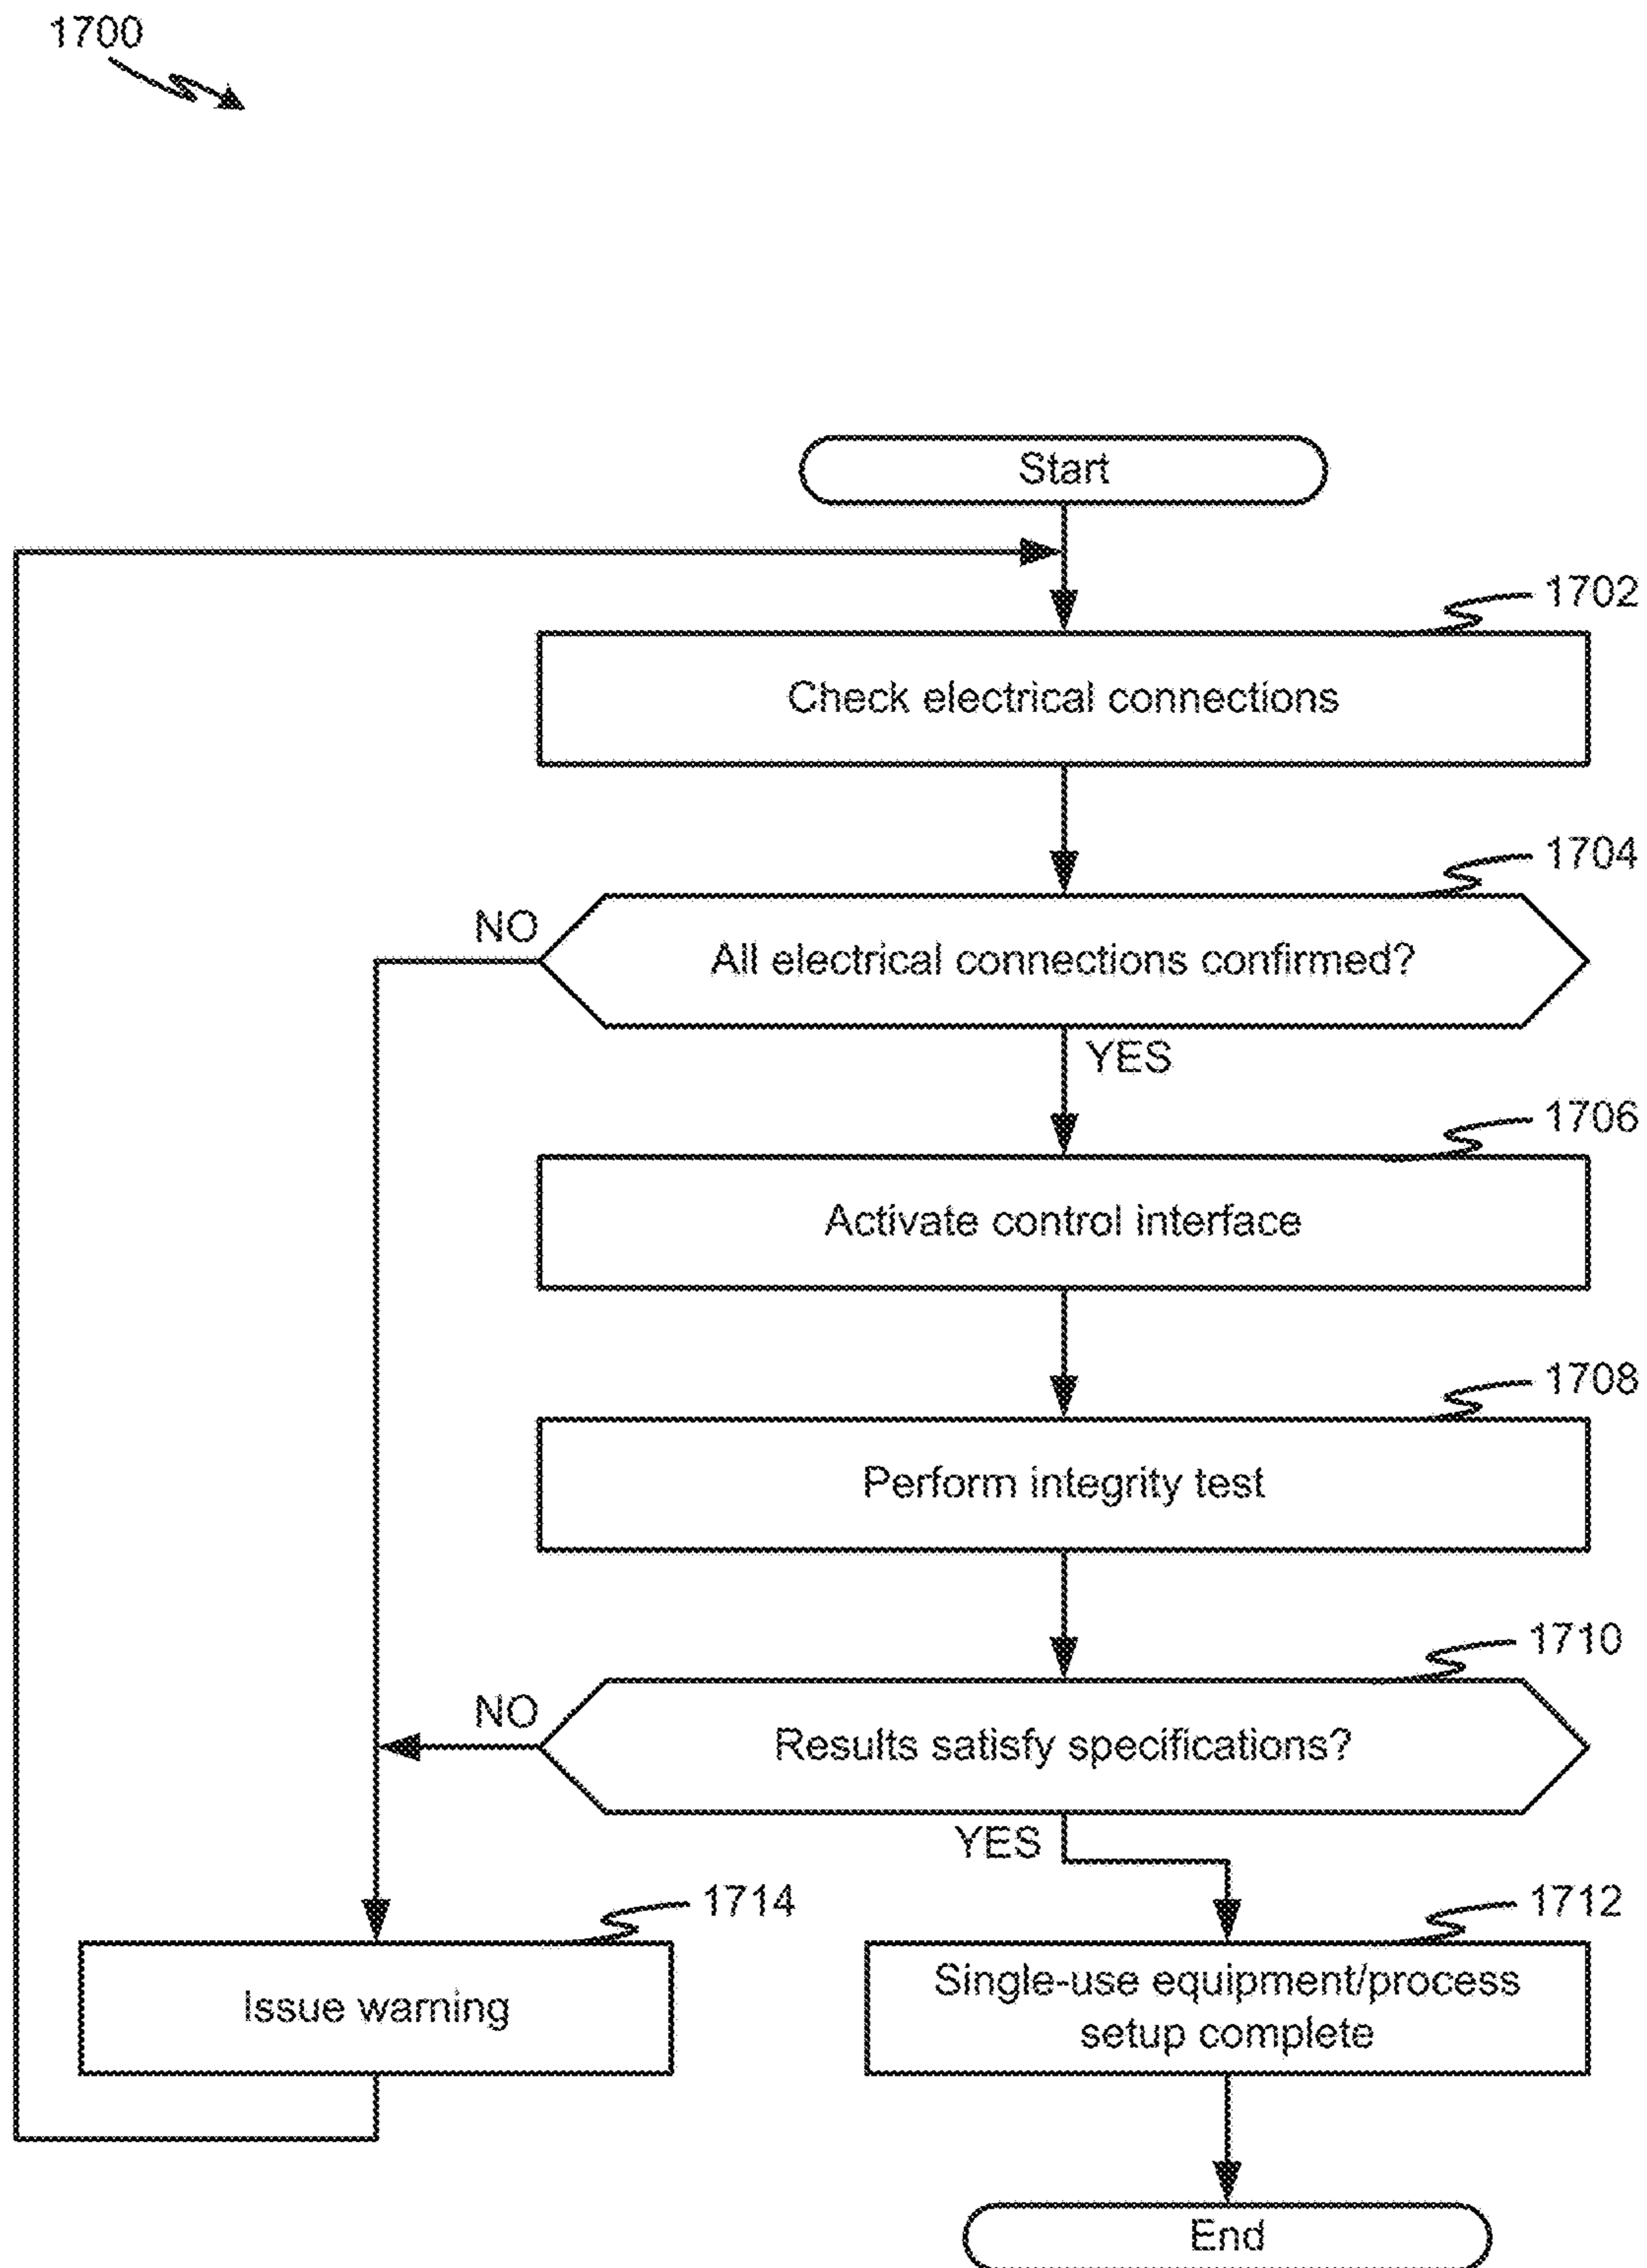 1700
Start
1702
Check electrical connections
1704
NO
All electrical connections confirmed?
YES
1706
Activate control interface
1708
Perform integrity test
1710
NO
Results satisfy specifications?
YES
1714
1712
Issue warning
Single-use equipment/process
setup complete
End